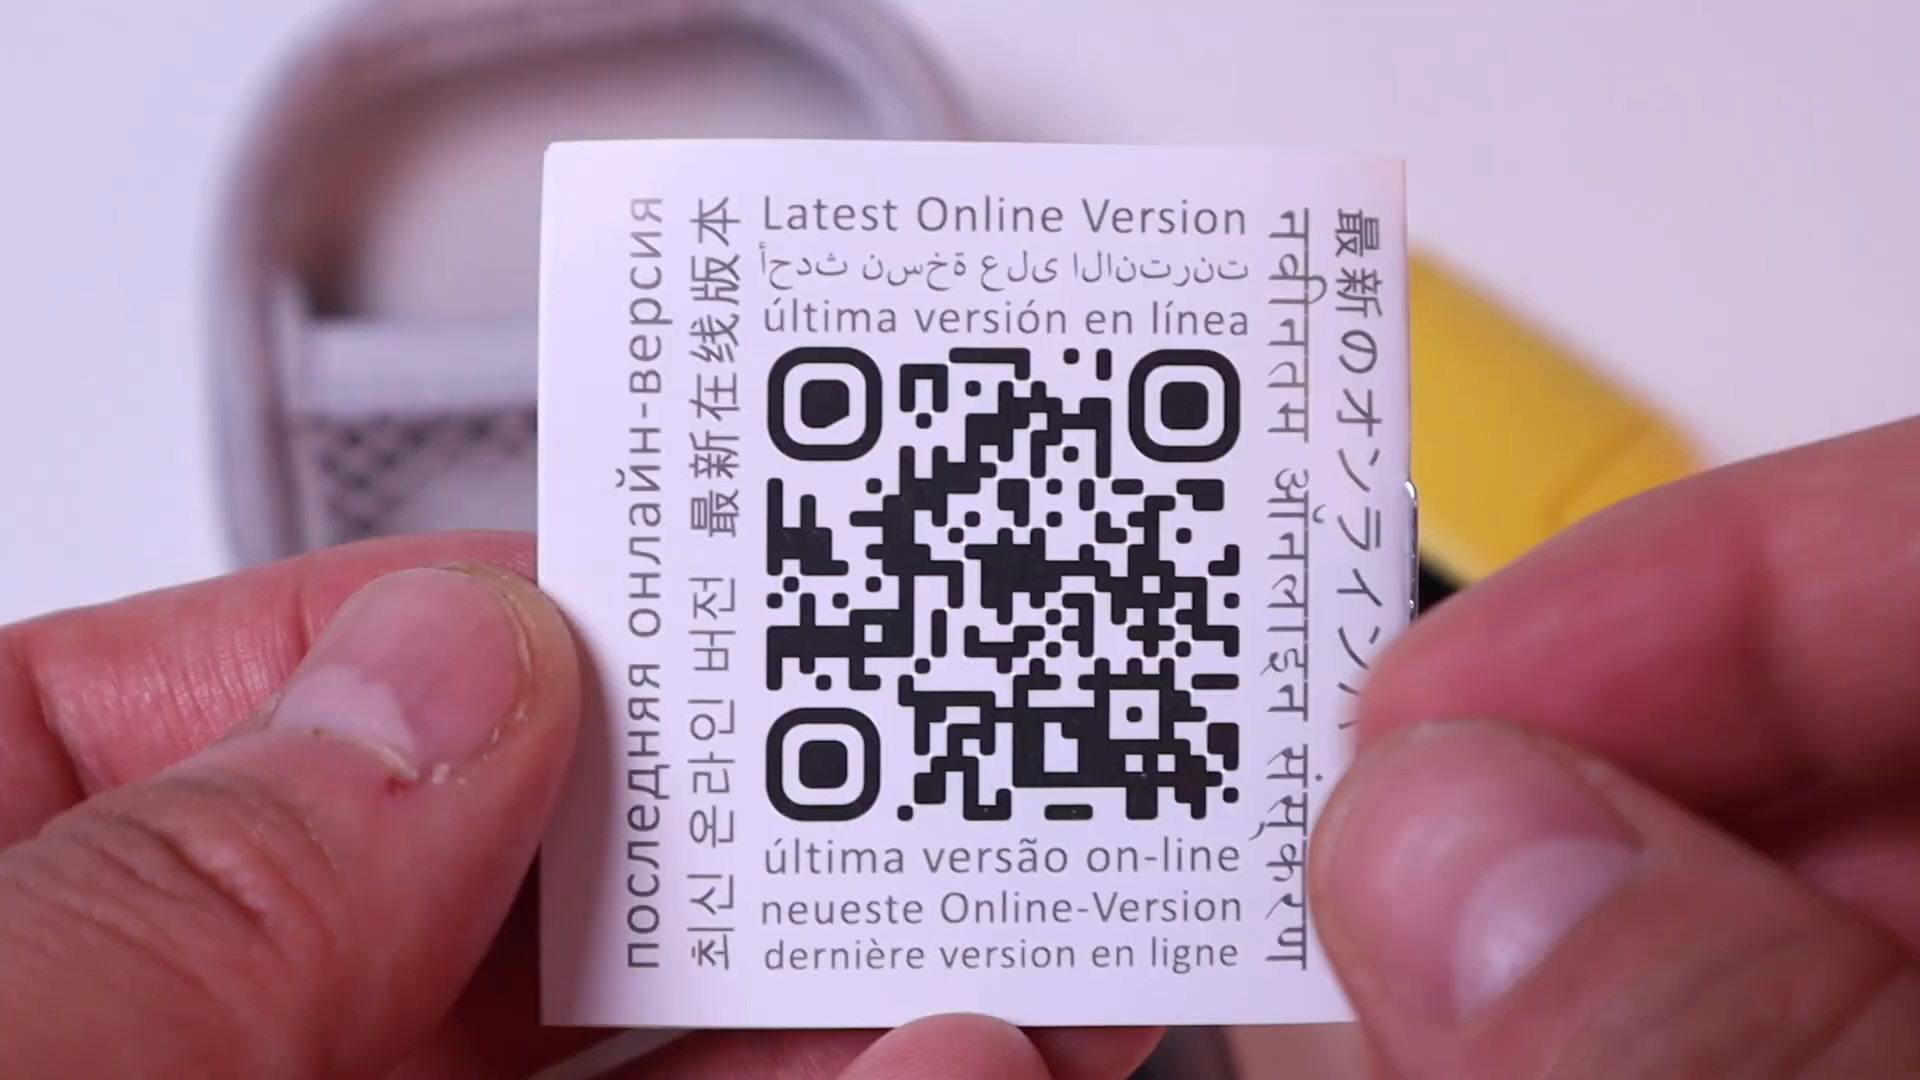 Latest Online Version
أحدث نسخة على الانترنت
última versión en línea
последняя онлайн-версия
최신 온라인 버전 最新在线版本
नवीनतम ऑनलाइन संस्करण
最新のオンライン
última versão on-line
neueste Online-Version
dernière version en ligne